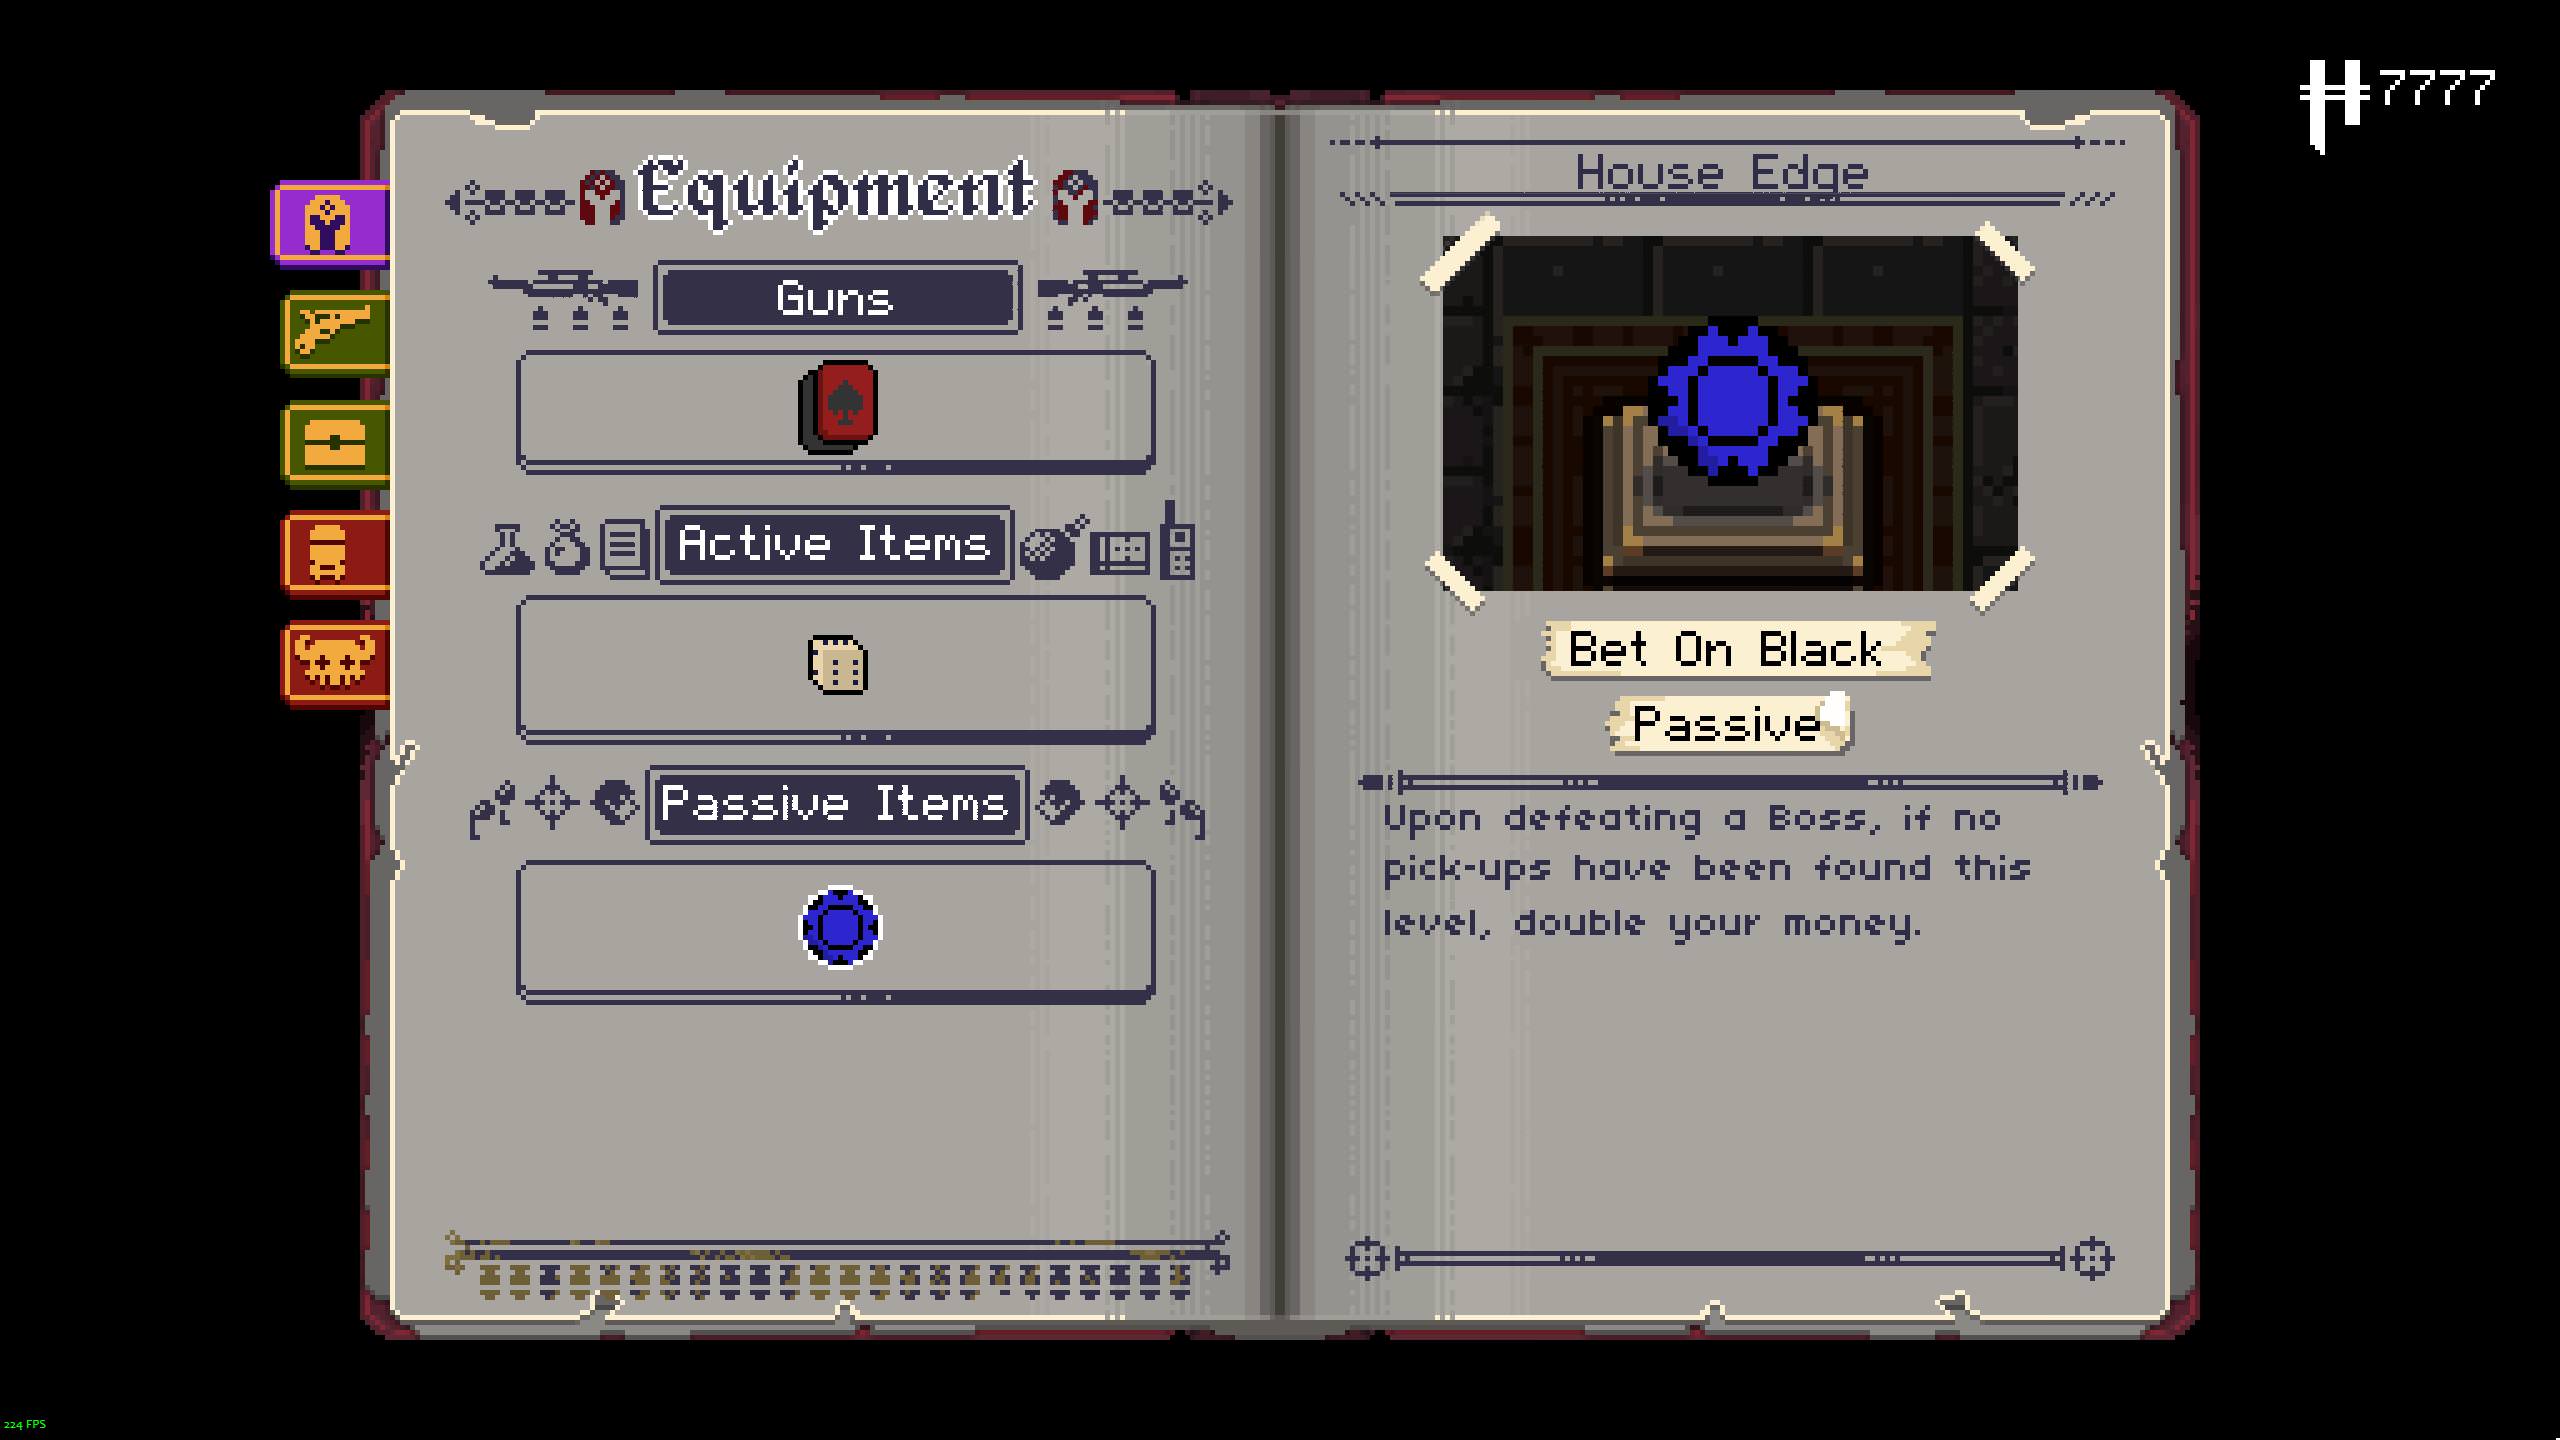 7777
Equipment
House Edge
Guns
Active Items
Bet On Black
Passive
Passive Items
Upon defeating a Boss, if no
pick-ups have been found this
level, double your money.
224 FPS